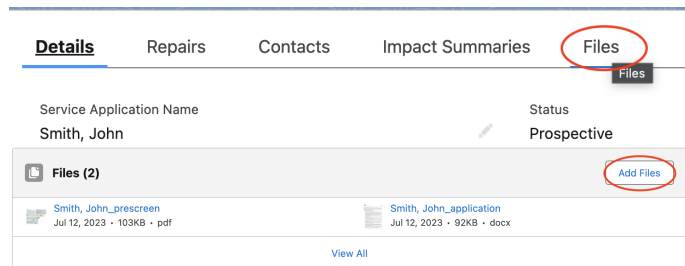 Details Repairs Contacts Impact Summaries Files
Files
Service Application Name Status
Smith, John Prospective
Files (2) Add Files
Smith, John_prescreen Smith, John_application
Jul 12, 2023 • 103KB • pdf Jul 12, 2023 • 92KB • docx
View All